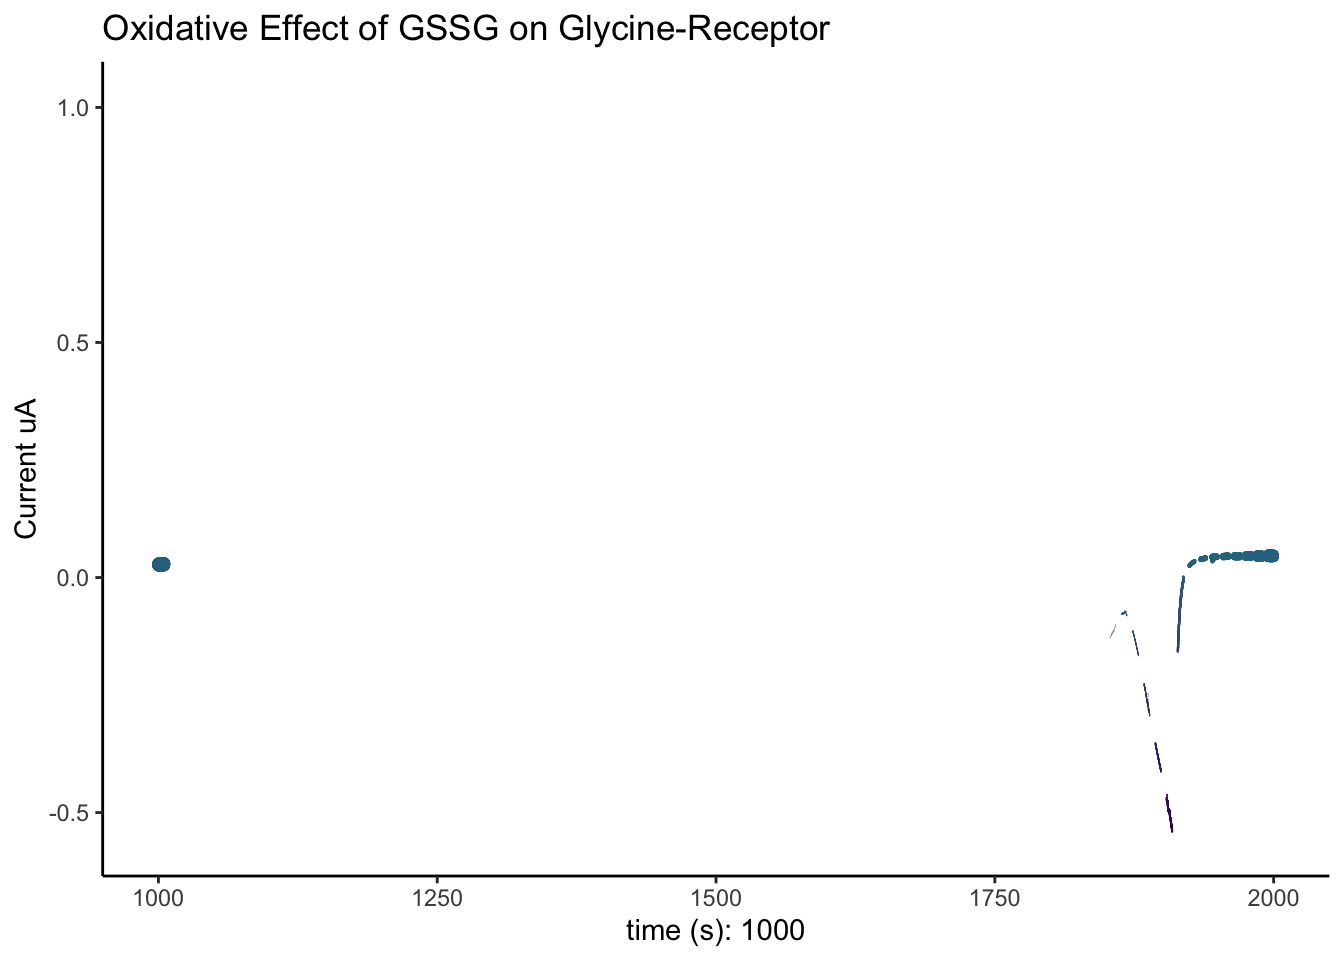 Oxidative Effect of GSSG on Glycine-Receptor
1.0
0.5
0.0
-0.5
Current uA
1000 1250 1500 1750 2000
time (s): 1000